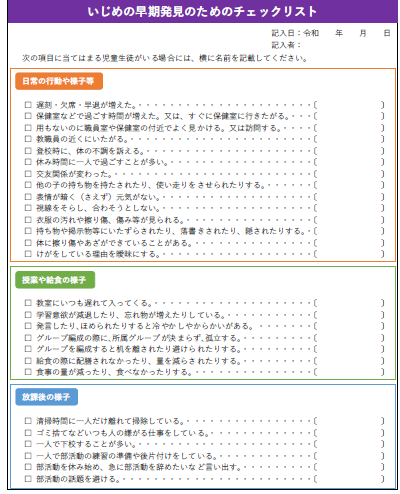 いじめの早期発見のためのチェックリスト
記入日：令和　　年　　月　　日
記入者：
次の項目に当てはまる児童生徒がいる場合には、横に名前を記載してください。
日常の行動や様子等
□ 遅刻・欠席・早退が増えた。・・・・・・・・・・・・・・・・・・・・・・〔　　　　　　　〕
□ 保健室などで過ごす時間が増えた。又は、すぐに保健室に行きたがる。・・・・〔　　　　　　　〕
□ 用もないのに職員室や保健室の付近でよく見かける。又は訪問する。・・・・・〔　　　　　　　〕
□ 教職員の近くにいたがる。・・・・・・・・・・・・・・・・・・・・・・・〔　　　　　　　〕
□ 登校時に、体の不調を訴える。・・・・・・・・・・・・・・・・・・・・・〔　　　　　　　〕
□ 休み時間に一人で過ごすことが多い。・・・・・・・・・・・・・・・・・・〔　　　　　　　〕
□ 交友関係が変わった。・・・・・・・・・・・・・・・・・・・・・・・・・〔　　　　　　　〕
□ 他の子の持ち物を持たされたり、使い走りをさせられたりする。・・・・・・・〔　　　　　　　〕
□ 表情が暗く（さえず）元気がない。・・・・・・・・・・・・・・・・・・・〔　　　　　　　〕
□ 視線をそらし、合わそうとしない。・・・・・・・・・・・・・・・・・・・〔　　　　　　　〕
□ 衣服の汚れや擦り傷、傷み等が見られる。・・・・・・・・・・・・・・・・〔　　　　　　　〕
□ 持ち物や掲示物等にいたずらされたり、落書きされたり、隠されたりする。・・〔　　　　　　　〕
□ 体に擦り傷やあざができていることがある。・・・・・・・・・・・・・・・〔　　　　　　　〕
□ けがをしている理由を曖昧にする。・・・・・・・・・・・・・・・・・・・〔　　　　　　　〕
授業や給食の様子
□ 教室にいつも遅れて入ってくる。・・・・・・・・・・・・・・・・・・・・〔　　　　　　　〕
□ 学習意欲が減退したり、忘れ物が増えたりしている。・・・・・・・・・・・〔　　　　　　　〕
□ 発言したり、ほめられたりすると冷やかしやからかいがある。・・・・・・・・〔　　　　　　　〕
□ グループ編成の際に、所属グループが決まらず、孤立する。・・・・・・・・・〔　　　　　　　〕
□ グループを編成すると机を離されたり避けられたりする。・・・・・・・・・・〔　　　　　　　〕
□ 給食の際に配膳されなかったり、量を減らされたりする。・・・・・・・・・・〔　　　　　　　〕
□ 食事の量が減ったり、食べなかったりする。・・・・・・・・・・・・・・・〔　　　　　　　〕
放課後の様子
□ 清掃時間に一人だけ離れて掃除している。・・・・・・・・・・・・・・・・〔　　　　　　　〕
□ ゴミ捨てなどいつも人の嫌がる仕事をしている。・・・・・・・・・・・・・〔　　　　　　　〕
□ 一人で下校することが多い。・・・・・・・・・・・・・・・・・・・・・・〔　　　　　　　〕
□ 一人で部活動の練習の準備や後片付けをしている。・・・・・・・・・・・・〔　　　　　　　〕
□ 部活動を休み始め、急に部活動を辞めたいなど言い出す。・・・・・・・・・・〔　　　　　　　〕
□ 部活動の話題を避ける。・・・・・・・・・・・・・・・・・・・・・・・・〔　　　　　　　〕